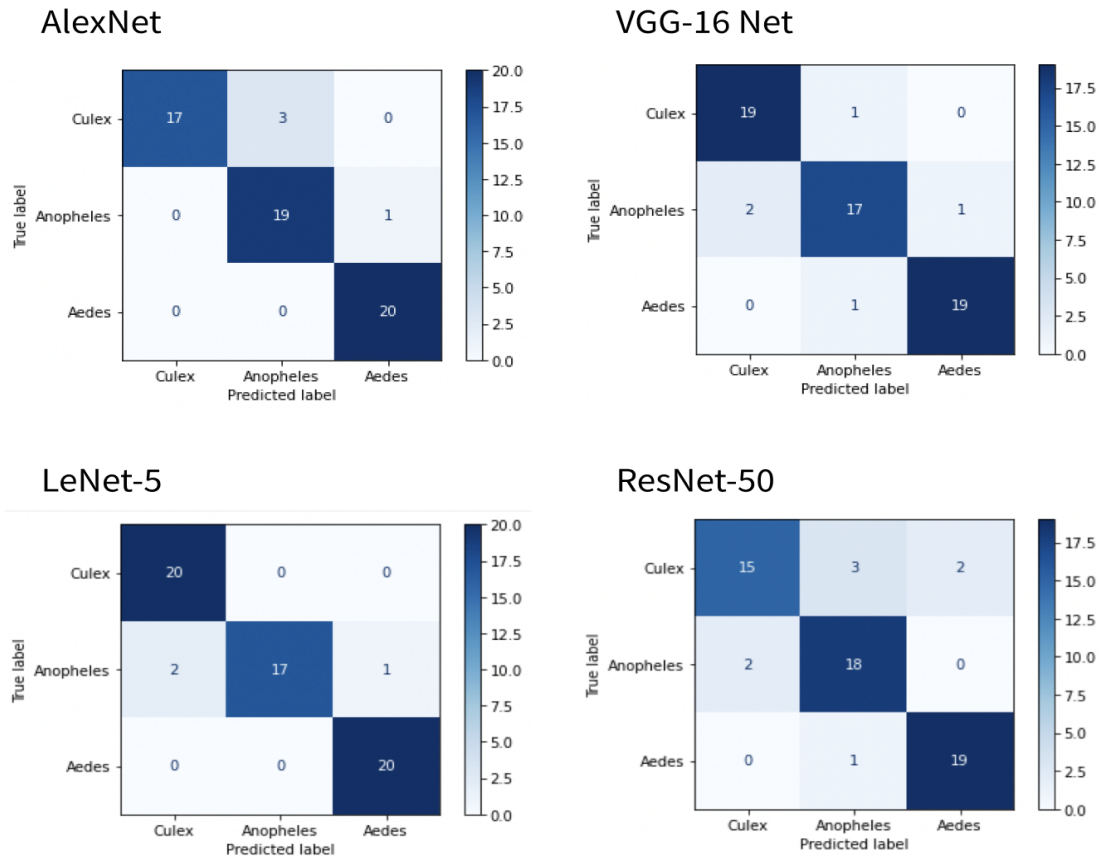 AlexNet
20.0
17.5
15.0
12.5
10.0
7.5
5.0
2.5
0.0
Culex 17 3 0
Anopheles 0 19 1
Aedes 0 0 20
True label
Culex Anopheles Aedes
Predicted label
VGG-16 Net
17.5
15.0
12.5
10.0
7.5
5.0
2.5
0.0
Culex 19 1 0
Anopheles 2 17 1
Aedes 0 1 19
True label
Culex Anopheles Aedes
Predicted label
LeNet-5
20.0
17.5
15.0
12.5
10.0
7.5
5.0
2.5
0.0
Culex 20 0 0
Anopheles 2 17 1
Aedes 0 0 20
True label
Culex Anopheles Aedes
Predicted label
ResNet-50
17.5
15.0
12.5
10.0
7.5
5.0
2.5
0.0
Culex 15 3 2
Anopheles 2 18 0
Aedes 0 1 19
True label
Culex Anopheles Aedes
Predicted label